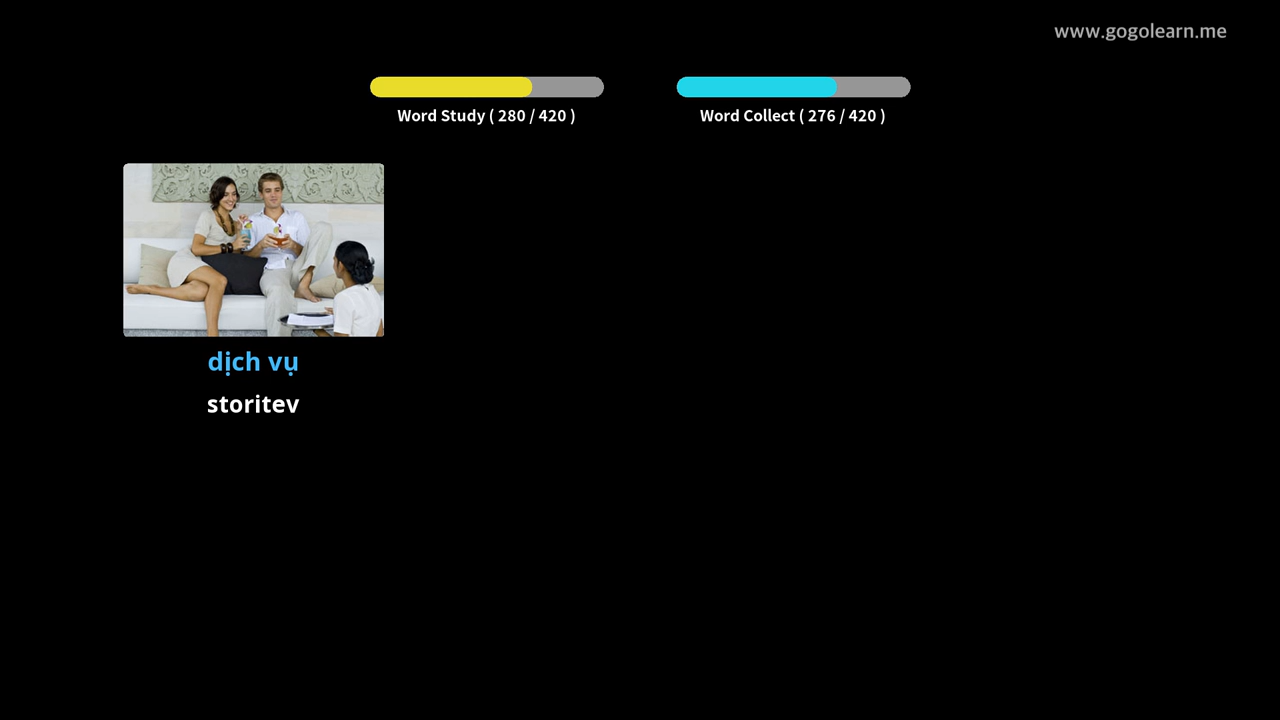 www.gogolearn.me
Word Study ( 280 / 420 )
Word Collect ( 276 / 420 )
dịch vụ
storitev